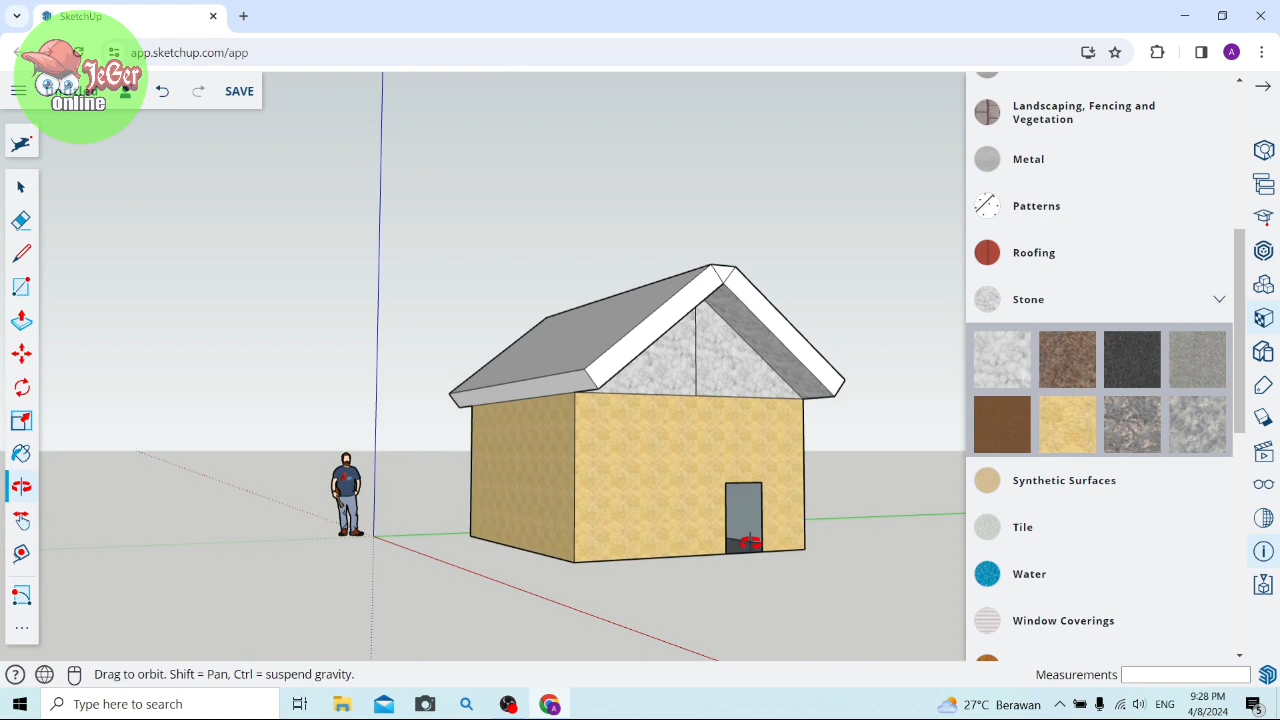 SketchUp
app.sketchup.com/app
A
JeGer
online
SAVE
Landscaping, Fencing and
Vegetation
Metal
Patterns
Roofing
Stone
Synthetic Surfaces
Tile
Water
Window Coverings
Drag to orbit. Shift = Pan, Ctrl = suspend gravity.
Measurements
Type here to search
27°C Berawan
ENG
9:28 PM
4/8/2024
5